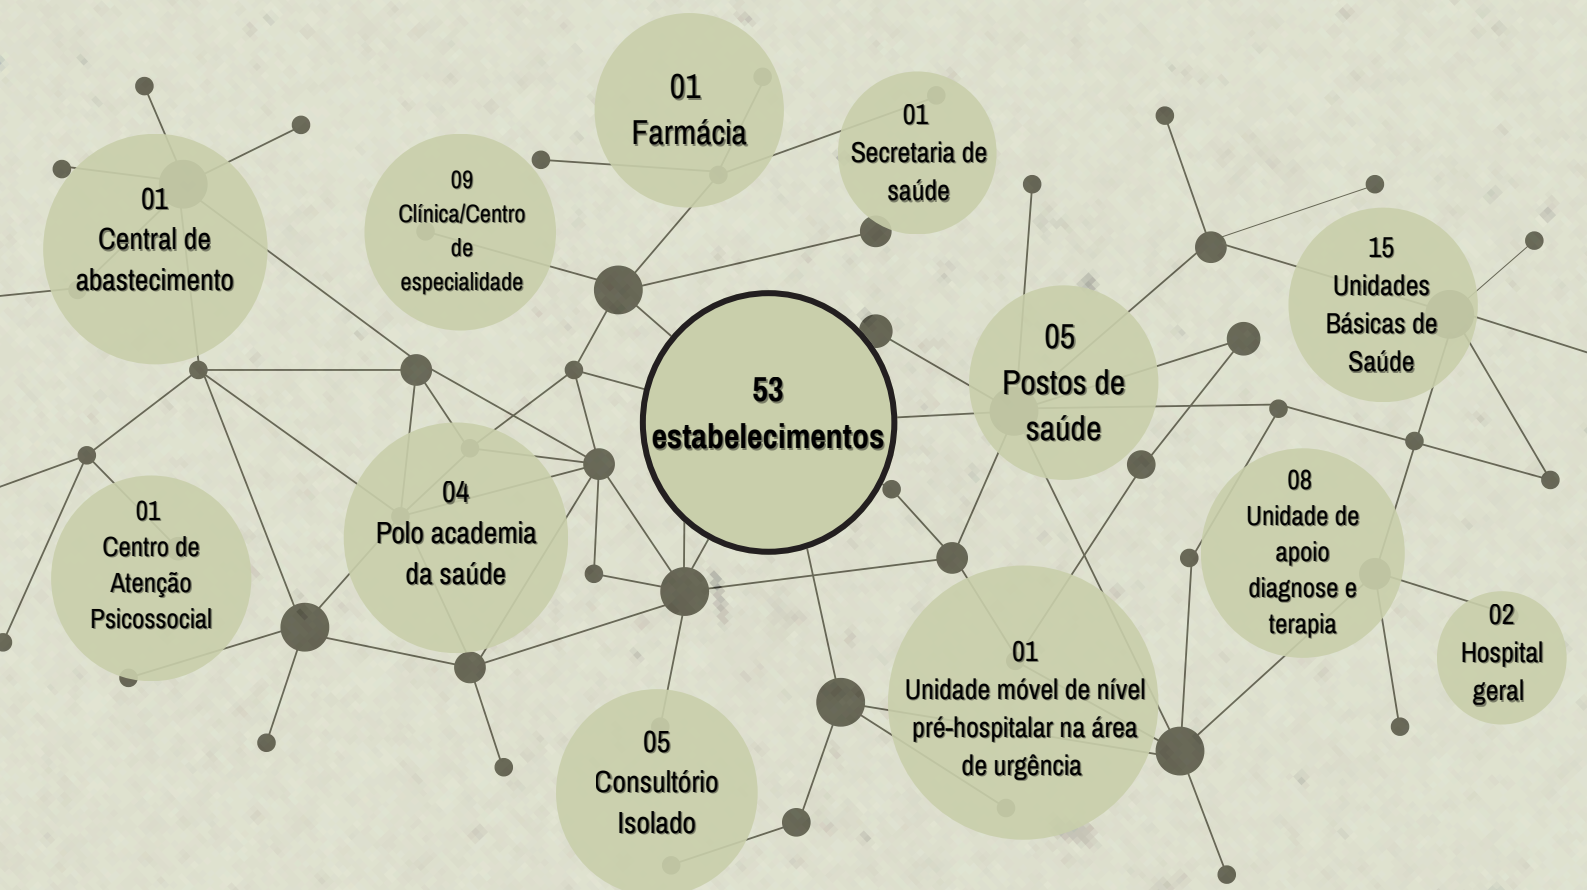 01
Farmácia
01
Secretaria de
saúde
09
Clínica/Centro
de
especialidade
01
Central de
abastecimento
15
Unidades
Básicas de
Saúde
05
Postos de
saúde
53
estabelecimentos
01
Centro de
Atenção
Psicossocial
04
Polo academia
da saúde
08
Unidade de
apoio
diagnose e
terapia
02
Hospital
geral
01
Unidade móvel de nível
pré-hospitalar na área
de urgência
05
Consultório
Isolado